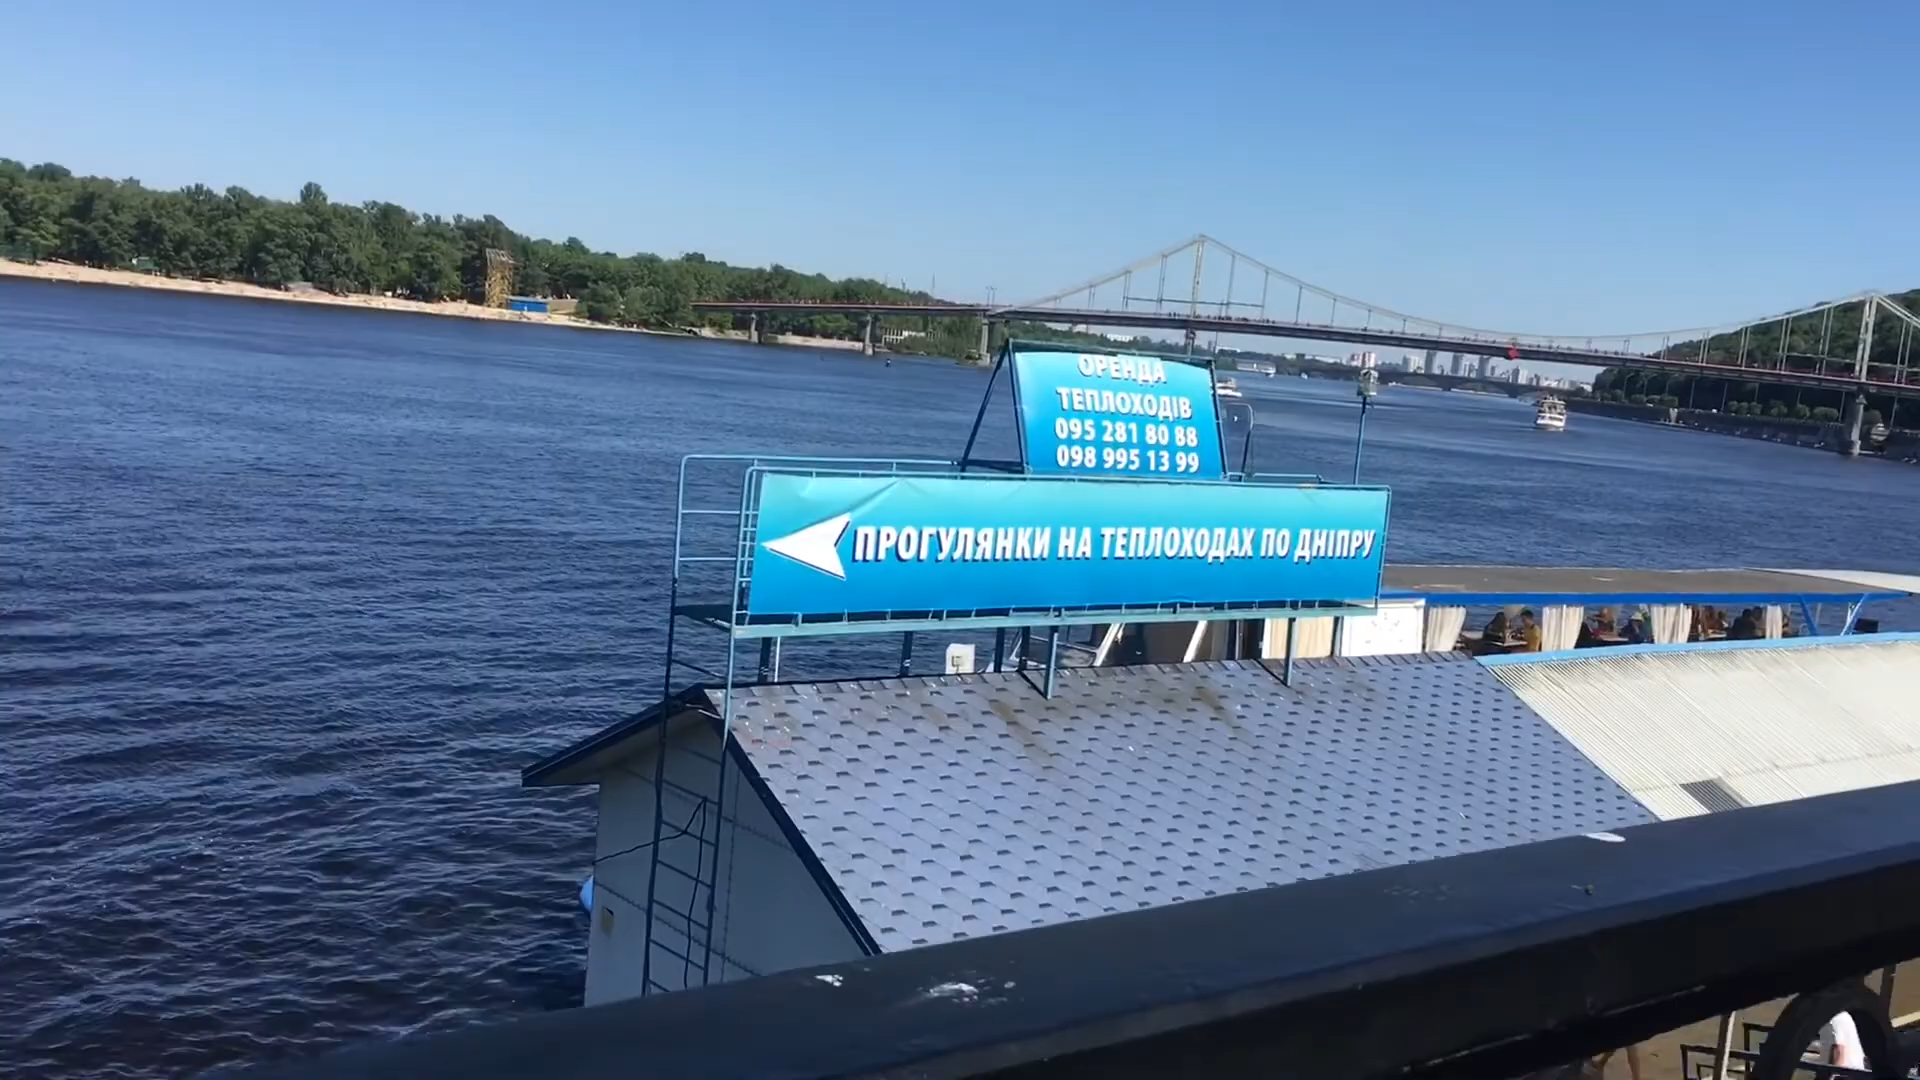 ОРЕНДА
ТЕПЛОХОДІВ
095 281 80 88
098 995 13 99
ПРОГУЛЯНКИ НА ТЕПЛОХОДАХ ПО ДНІПРУ